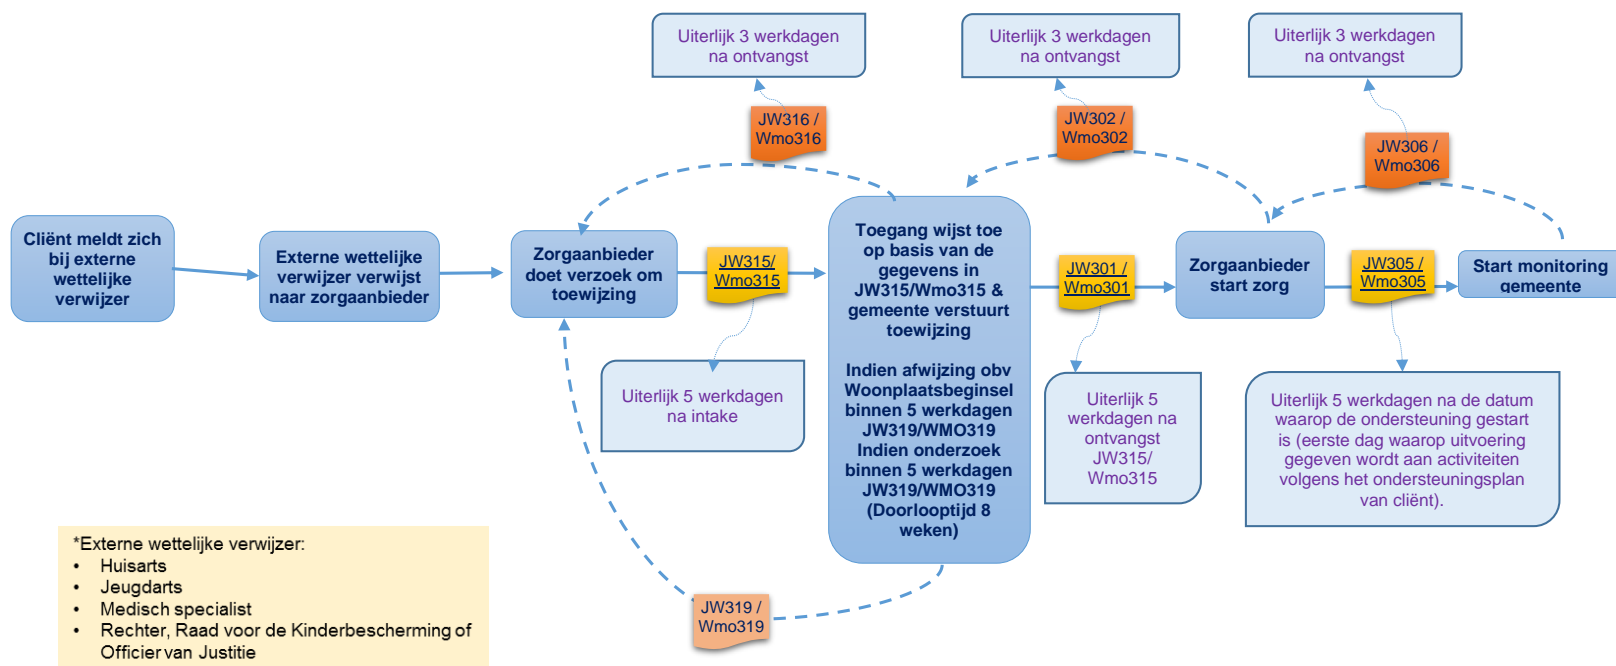 Uiterlijk 3 werkdagen
na ontvangst
Uiterlijk 3 werkdagen
na ontvangst
Uiterlijk 3 werkdagen
na ontvangst
JW316 /
Wmo316
JW302 /
Wmo302
JW306 /
Wmo306
Cliënt meldt zich
bij externe
wettelijke
verwijzer
Externe wettelijke
verwijzer verwijst
naar zorgaanbieder
Zorgaanbieder
doet verzoek om
toewijzing
JW315/
Wmo315
Toegang wijst toe
op basis van de
gegevens in
JW315/Wmo315 &
gemeente verstuurt
toewijzing
Indien afwijzing obv
Woonplaatsbeginsel
binnen 5 werkdagen
JW319/WMO319
Indien onderzoek
binnen 5 werkdagen
JW319/WMO319
(Doorlooptijd 8
weken)
JW301 /
Wmo301
Zorgaanbieder
start zorg
JW305 /
Wmo305
Start monitoring
gemeente
Uiterlijk 5 werkdagen
na intake
Uiterlijk 5
werkdagen na
ontvangst
JW315/
Wmo315
Uiterlijk 5 werkdagen na de datum
waarop de ondersteuning gestart
is (eerste dag waarop uitvoering
gegeven wordt aan activiteiten
volgens het ondersteuningsplan
van cliënt).
*Externe wettelijke verwijzer:
• Huisarts
• Jeugdarts
• Medisch specialist
• Rechter, Raad voor de Kinderbescherming of
Officier van Justitie
JW319 /
Wmo319